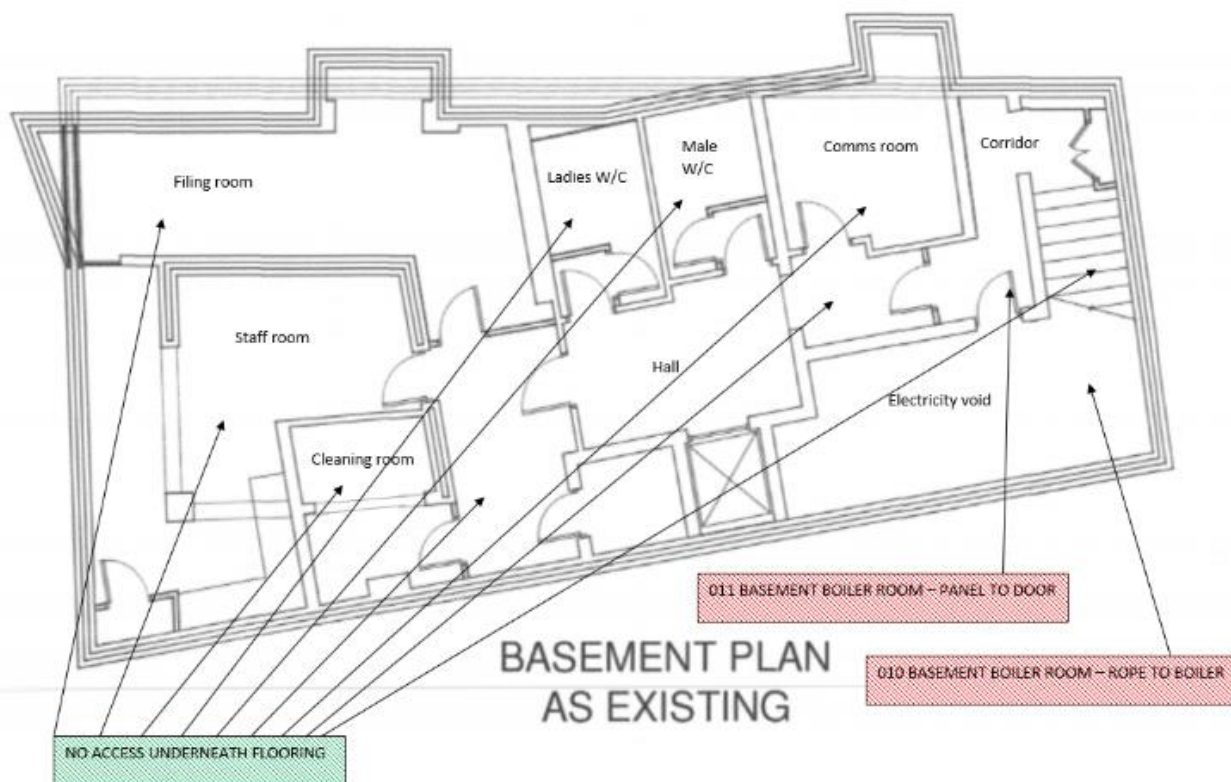 Filing room
Ladies W/C
Male
W/C
Comms room
Corridor
Staff room
Hall
Electricity void
Cleaning room
011 BASEMENT BOILER ROOM – PANEL TO DOOR
BASEMENT PLAN
AS EXISTING
010 BASEMENT BOILER ROOM – ROPE TO BOILER
NO ACCESS UNDERNEATH FLOORING